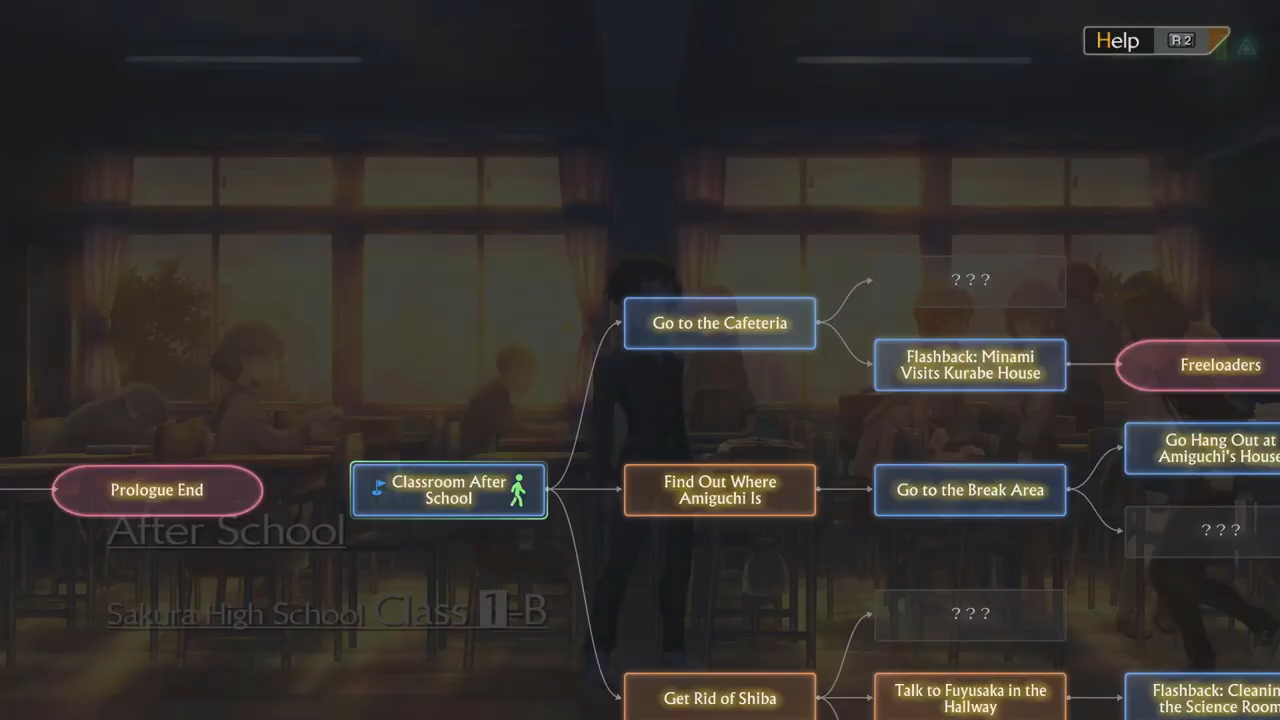 Help R2
???
Go to the Cafeteria
Flashback: Minami
Visits Kurabe House
Freeloaders
Go Hang Out at
Amiguchi's House
Prologue End
Classroom After
School
Find Out Where
Amiguchi Is
Go to the Break Area
???
After School
Sakura High School Class 1-B
???
Get Rid of Shiba
Talk to Fuyusaka in the
Hallway
Flashback: Cleanin
the Science Room